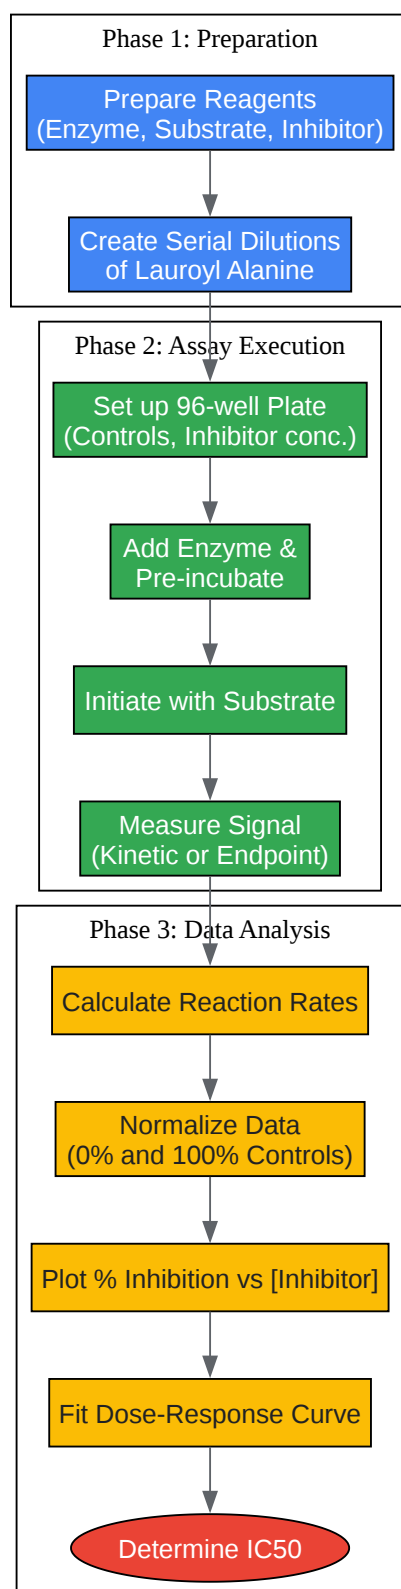 Phase 1: Preparation
Prepare Reagents
(Enzyme, Substrate, Inhibitor)
Create Serial Dilutions
of Lauroyl Alanine
Phase 2: Assay Execution
Set up 96-well Plate
(Controls, Inhibitor conc.)
Add Enzyme &
Pre-incubate
Initiate with Substrate
Measure Signal
(Kinetic or Endpoint)
Phase 3: Data Analysis
Calculate Reaction Rates
Normalize Data
(0% and 100% Controls)
Plot % Inhibition vs [Inhibitor]
Fit Dose-Response Curve
Determine IC50